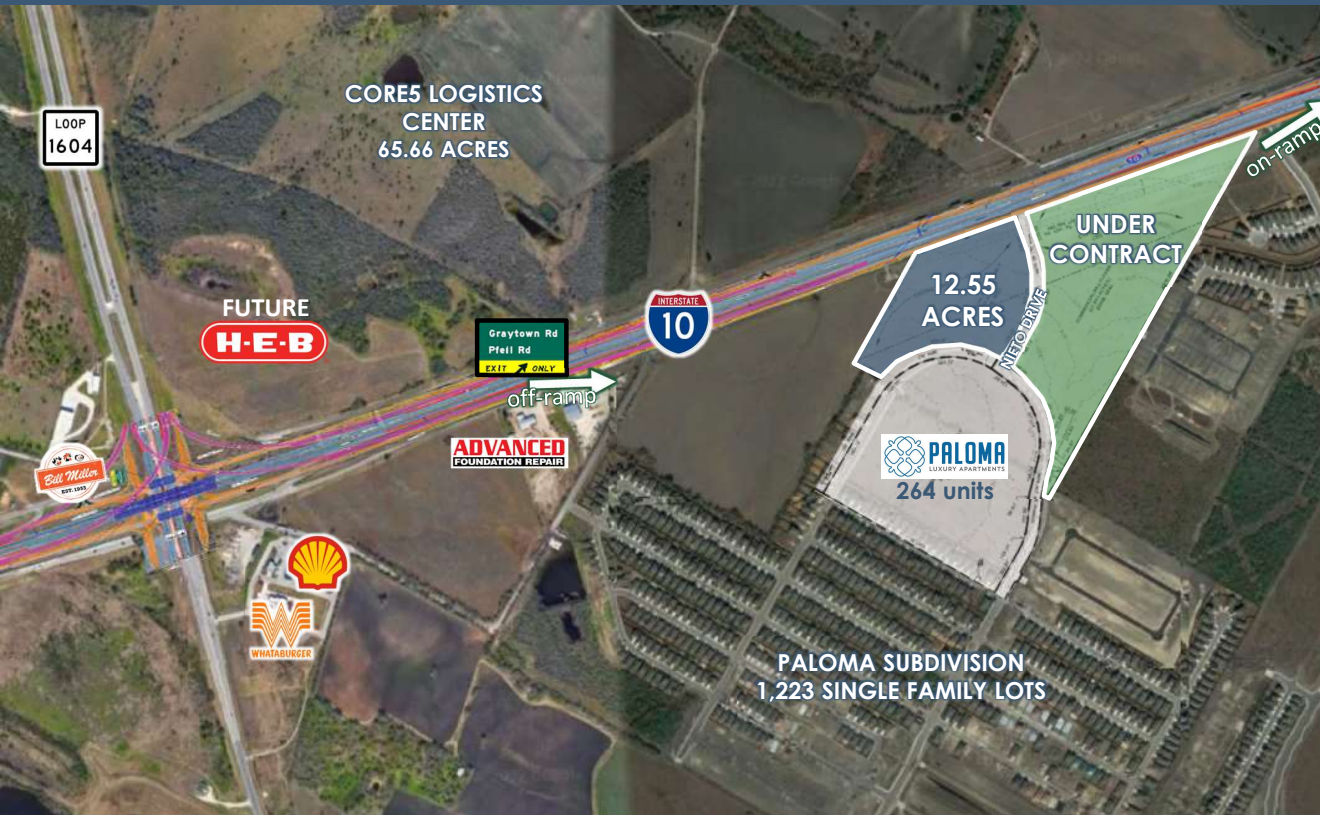 LOOP
1604
CORE5 LOGISTICS
CENTER
65.66 ACRES
on-ramp
UNDER
CONTRACT
12.55
ACRES
NIETO DRIVE
INTERSTATE
10
FUTURE
H-E-B
Graytown Rd
Pfeil Rd
EXIT ONLY
off-ramp
ADVANCED
FOUNDATION REPAIR
Bill Miller
EST. 1953
PALOMA
LUXURY APARTMENTS
264 units
WHATABURGER
PALOMA SUBDIVISION
1,223 SINGLE FAMILY LOTS